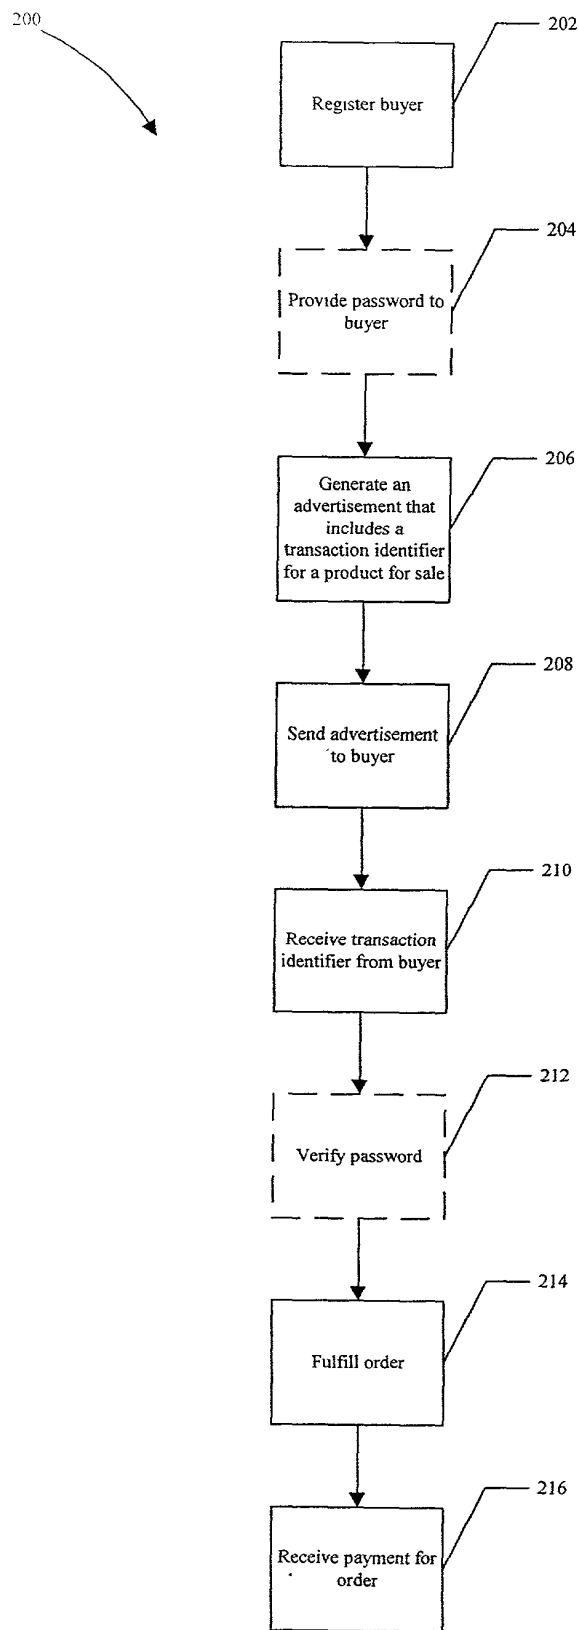 200
202
Register buyer
204
Provide password to
buyer
206
Generate an
advertisement that
includes a
transaction identifier
for a product for sale
208
Send advertisement
to buyer
210
Receive transaction
identifier from buyer
212
Verify password
214
Fulfill order
216
Receive payment for
order